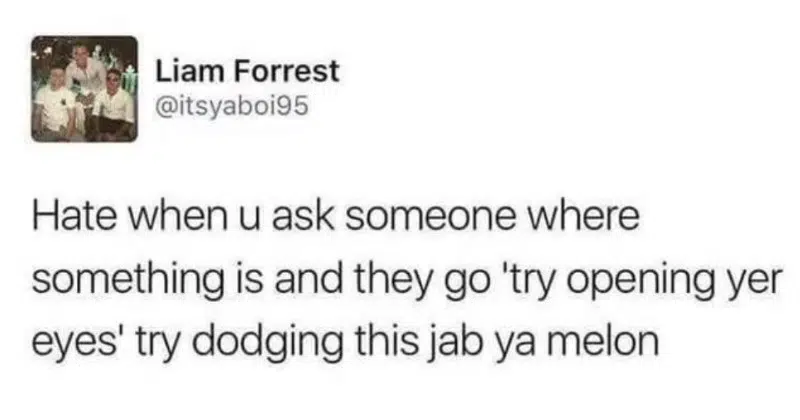 Liam Forrest
@itsyaboi95
Hate when u ask someone where
something is and they go 'try opening yer
eyes' try dodging this jab ya melon